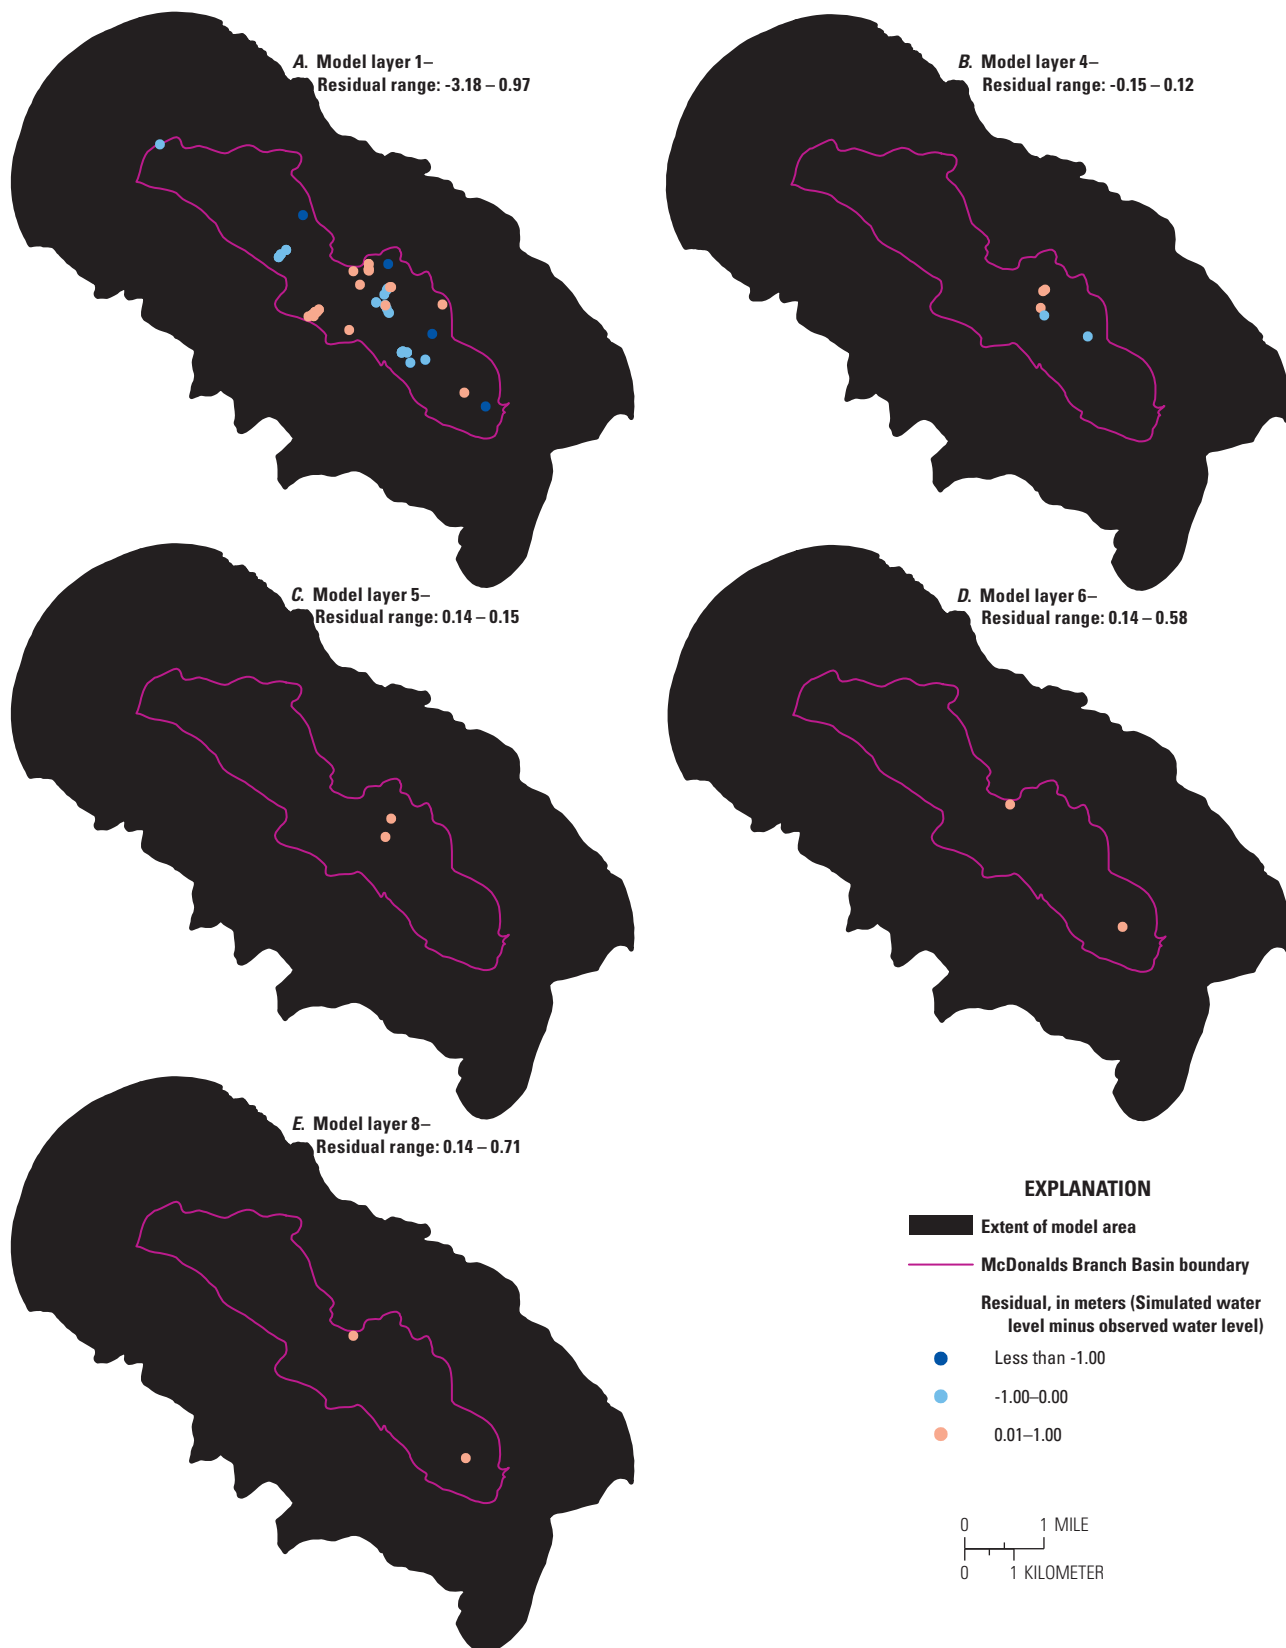 A. Model layer 1–
Residual range: -3.18 – 0.97
B. Model layer 4–
Residual range: -0.15 – 0.12
C. Model layer 5–
Residual range: 0.14 – 0.15
D. Model layer 6–
Residual range: 0.14 – 0.58
E. Model layer 8–
Residual range: 0.14 – 0.71
EXPLANATION
Extent of model area
McDonalds Branch Basin boundary
Residual, in meters (Simulated water
level minus observed water level)
Less than -1.00
-1.00–0.00
0.01–1.00
0 1 MILE
0 1 KILOMETER